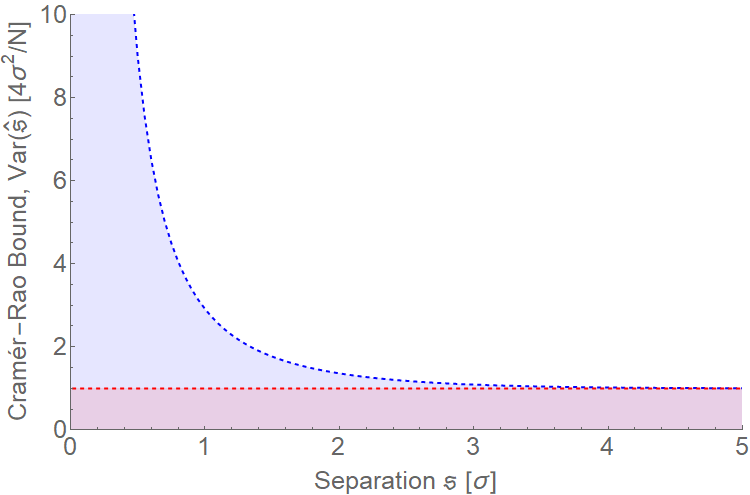 Cramér-Rao Bound, Var(𝔰̂) [4σ²/N]
10
8
6
4
2
0
0 1 2 3 4 5
Separation 𝔰 [σ]